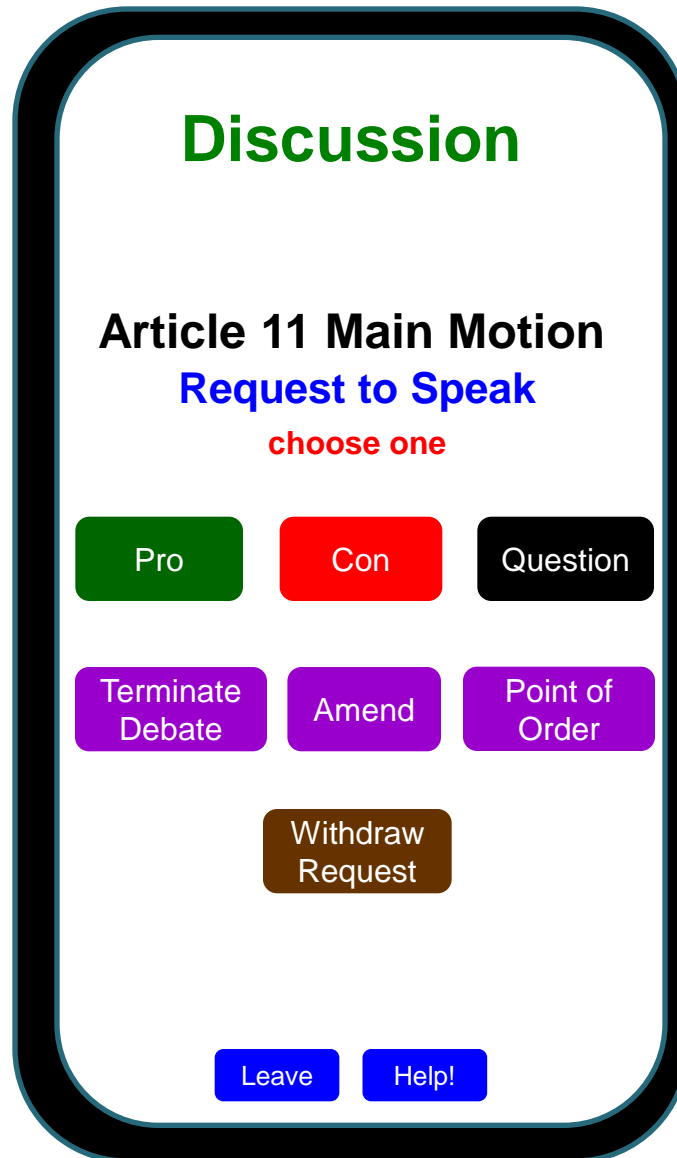 Discussion
Article 11 Main Motion
Request to Speak
choose one
Pro
Con
Question
Terminate
Debate
Amend
Point of
Order
Withdraw
Request
Leave
Help!